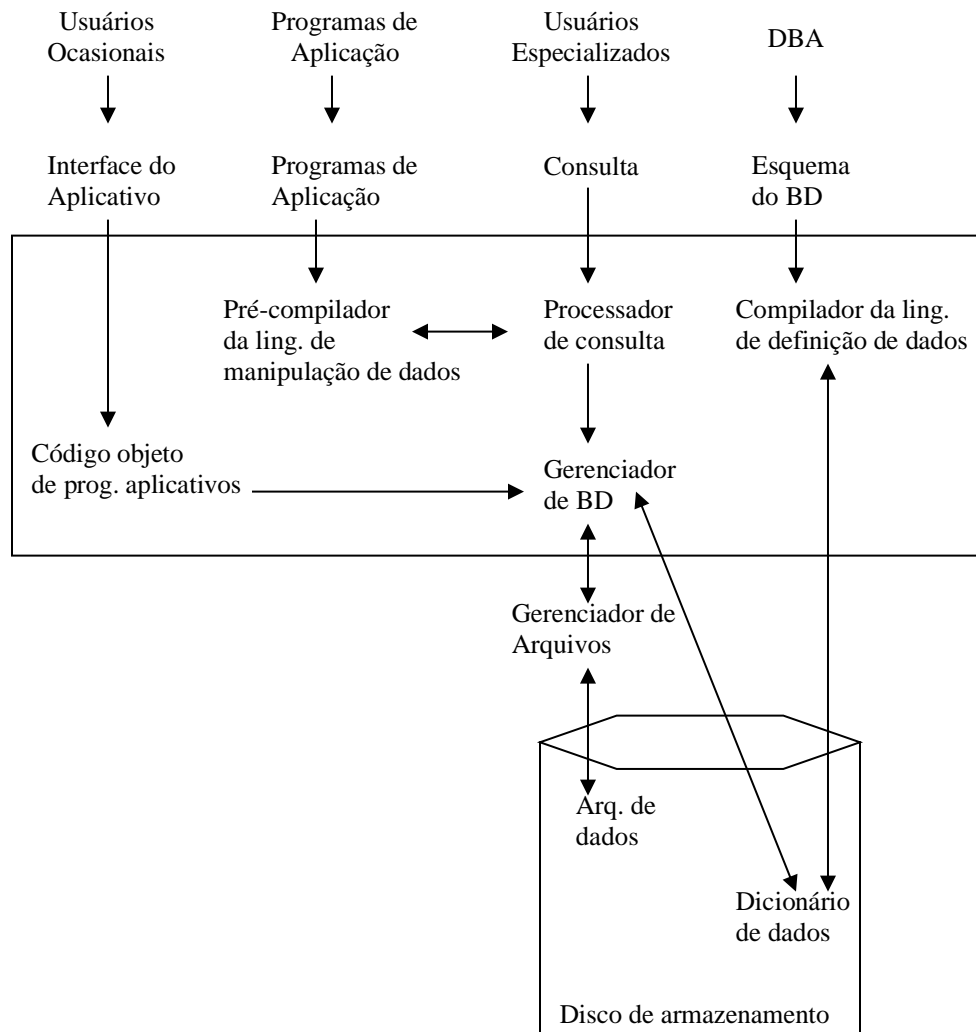 Usuários
Ocasionais
Programas de
Aplicação
Usuários
Especializados
DBA
Interface do
Aplicativo
Programas de
Aplicação
Consulta
Esquema
do BD
Pré-compilador
da ling. de
manipulação de dados
Processador
de consulta
Compilador da ling.
de definição de dados
Código objeto
de prog. aplicativos
Gerenciador
de BD
Gerenciador de
Arquivos
Arq. de
dados
Dicionário
de dados
Disco de armazenamento